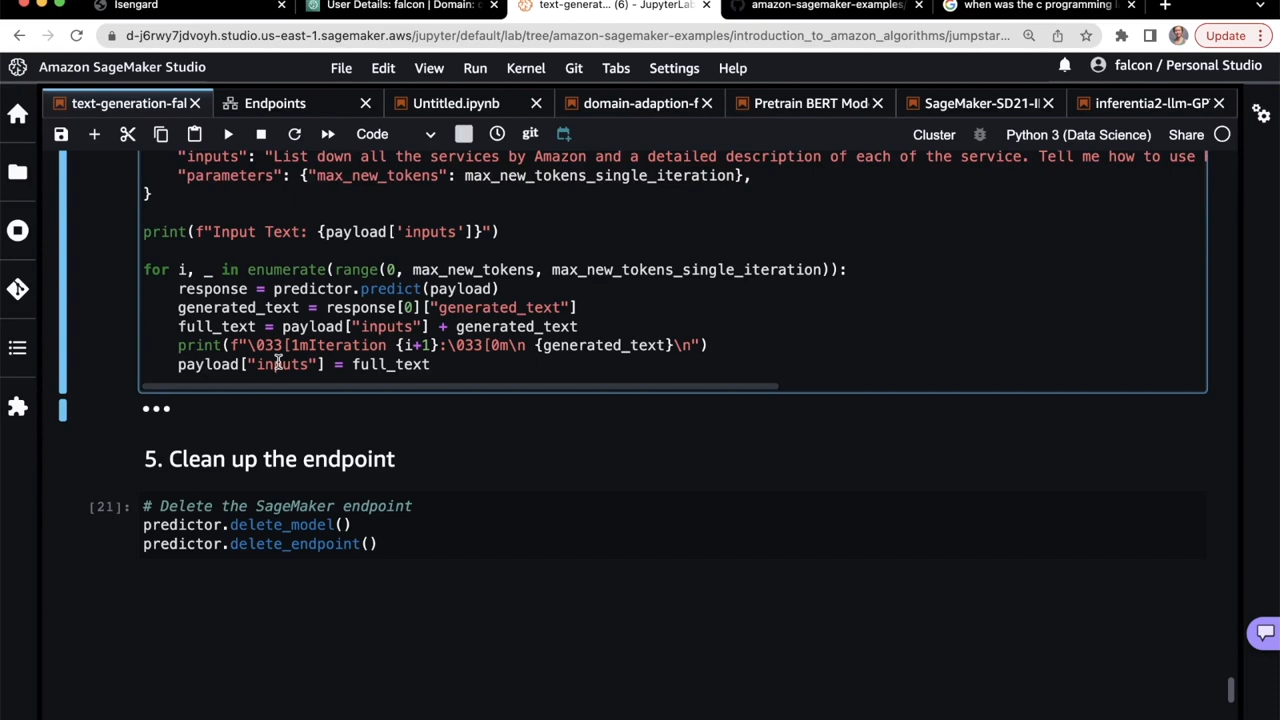 Isengard
User Details: falcon | Domain: c
text-generat... (6) - JupyterLab
amazon-sagemaker-examples/
when was the c programming l
d-j6rwy7jdvoyh.studio.us-east-1.sagemaker.aws/jupyter/default/lab/tree/amazon-sagemaker-examples/introduction_to_amazon_algorithms/jumpstar...
Update
Amazon SageMaker Studio
File Edit View Run Kernel Git Tabs Settings Help
falcon / Personal Studio
text-generation-fal
Endpoints
Untitled.ipynb
domain-adaption-f
Pretrain BERT Mod
SageMaker-SD21-I
inferentia2-llm-GP
Code
git
Cluster
Python 3 (Data Science)
Share
"inputs": "List down all the services by Amazon and a detailed description of each of the service. Tell me how to use
"parameters": {"max_new_tokens": max_new_tokens_single_iteration},
}
print(f"Input Text: {payload['inputs']}")
for i, _ in enumerate(range(0, max_new_tokens, max_new_tokens_single_iteration)):
response = predictor.predict(payload)
generated_text = response[0]["generated_text"]
full_text = payload["inputs"] + generated_text
print(f"\033[1mIteration {i+1}:\033[0m\n {generated_text}\n")
payload["inputs"] = full_text
5. Clean up the endpoint
[21]:
# Delete the SageMaker endpoint
predictor.delete_model()
predictor.delete_endpoint()